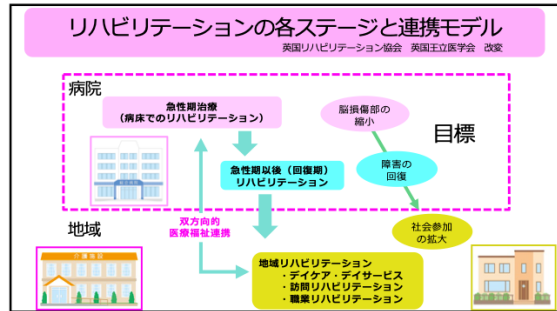 リハビリテーションの各ステージと連携モデル
英国リハビリテーション協会 英国王立医学会 改変
病院
急性期治療
(病床でのリハビリテーション)
脳損傷部の
縮小
目標
急性期以後(回復期)
リハビリテーション
障害の
回復
双方向的
医療福祉連携
地域
社会参加
の拡大
介護施設
地域リハビリテーション
・デイケア・デイサービス
・訪問リハビリテーション
・職業リハビリテーション